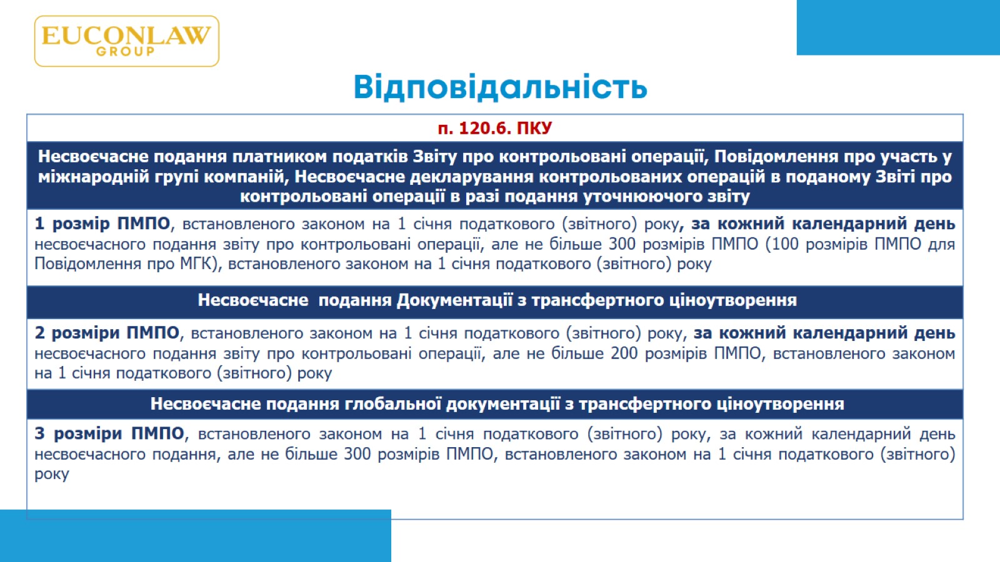 EUCONLAW
GROUP
Відповідальність
п. 120.6. ПКУ
Несвоєчасне подання платником податків Звіту про контрольовані операції, Повідомлення про участь у
міжнародній групі компаній, Несвоєчасне декларування контрольованих операцій в поданому Звіті про
контрольовані операції в разі подання уточнюючого звіту
1 розмір ПМПО, встановленого законом на 1 січня податкового (звітного) року, за кожний календарний день
несвоєчасного подання звіту про контрольовані операції, але не більше 300 розмірів ПМПО (100 розмірів ПМПО для
Повідомлення про МГК), встановленого законом на 1 січня податкового (звітного) року
Несвоєчасне подання Документації з трансфертного ціноутворення
2 розміри ПМПО, встановленого законом на 1 січня податкового (звітного) року, за кожний календарний день
несвоєчасного подання звіту про контрольовані операції, але не більше 200 розмірів ПМПО, встановленого законом
на 1 січня податкового (звітного) року
Несвоєчасне подання глобальної документації з трансфертного ціноутворення
3 розміри ПМПО, встановленого законом на 1 січня податкового (звітного) року, за кожний календарний день
несвоєчасного подання, але не більше 300 розмірів ПМПО, встановленого законом на 1 січня податкового (звітного)
року